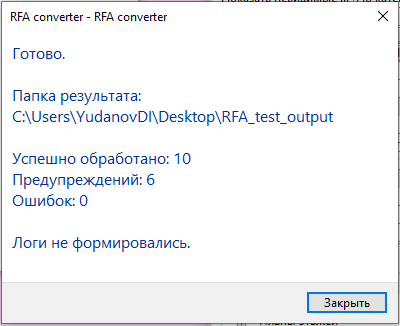 RFA converter - RFA converter
Готово.
Папка результата:
C:\Users\YudanovDI\Desktop\RFA_test_output
Успешно обработано: 10
Предупреждений: 6
Ошибок: 0
Логи не формировались.
Закрыть